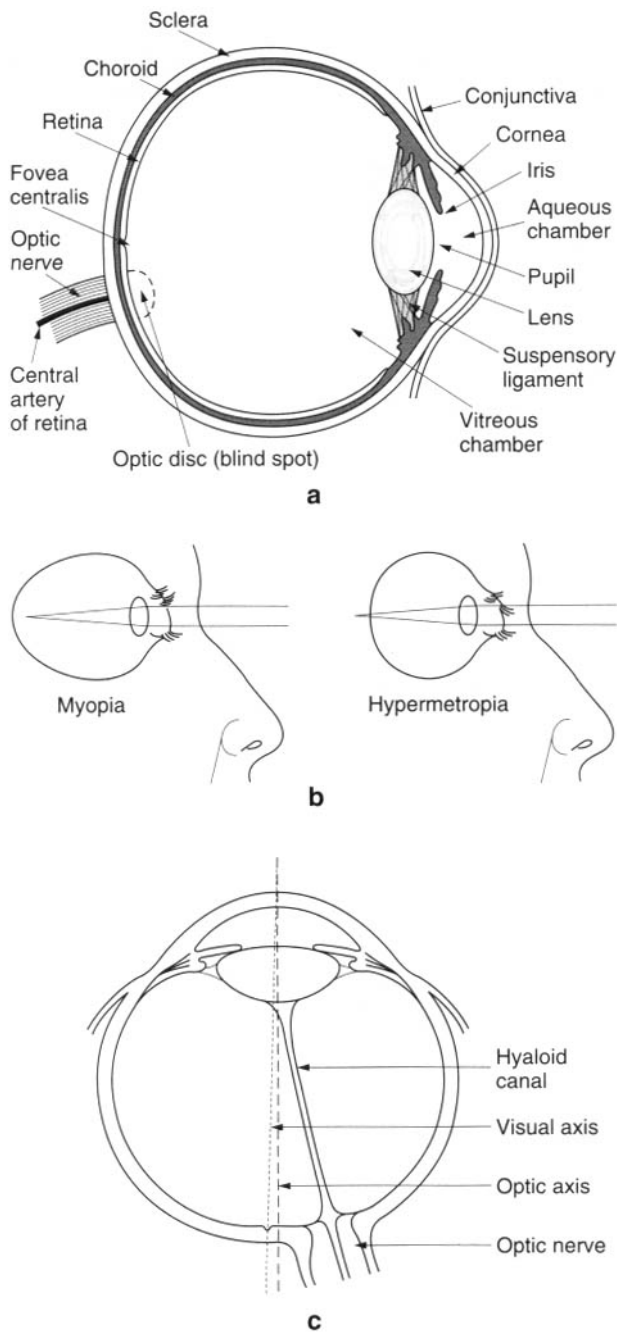 Sclera
Choroid
Retina
Fovea
centralis
Optic
nerve
Central
artery
of retina
Optic disc (blind spot)
Conjunctiva
Cornea
Iris
Aqueous
chamber
Pupil
Lens
Suspensory
ligament
Vitreous
chamber
a
Myopia
Hypermetropia
b
Hyaloid
canal
Visual axis
Optic axis
Optic nerve
c